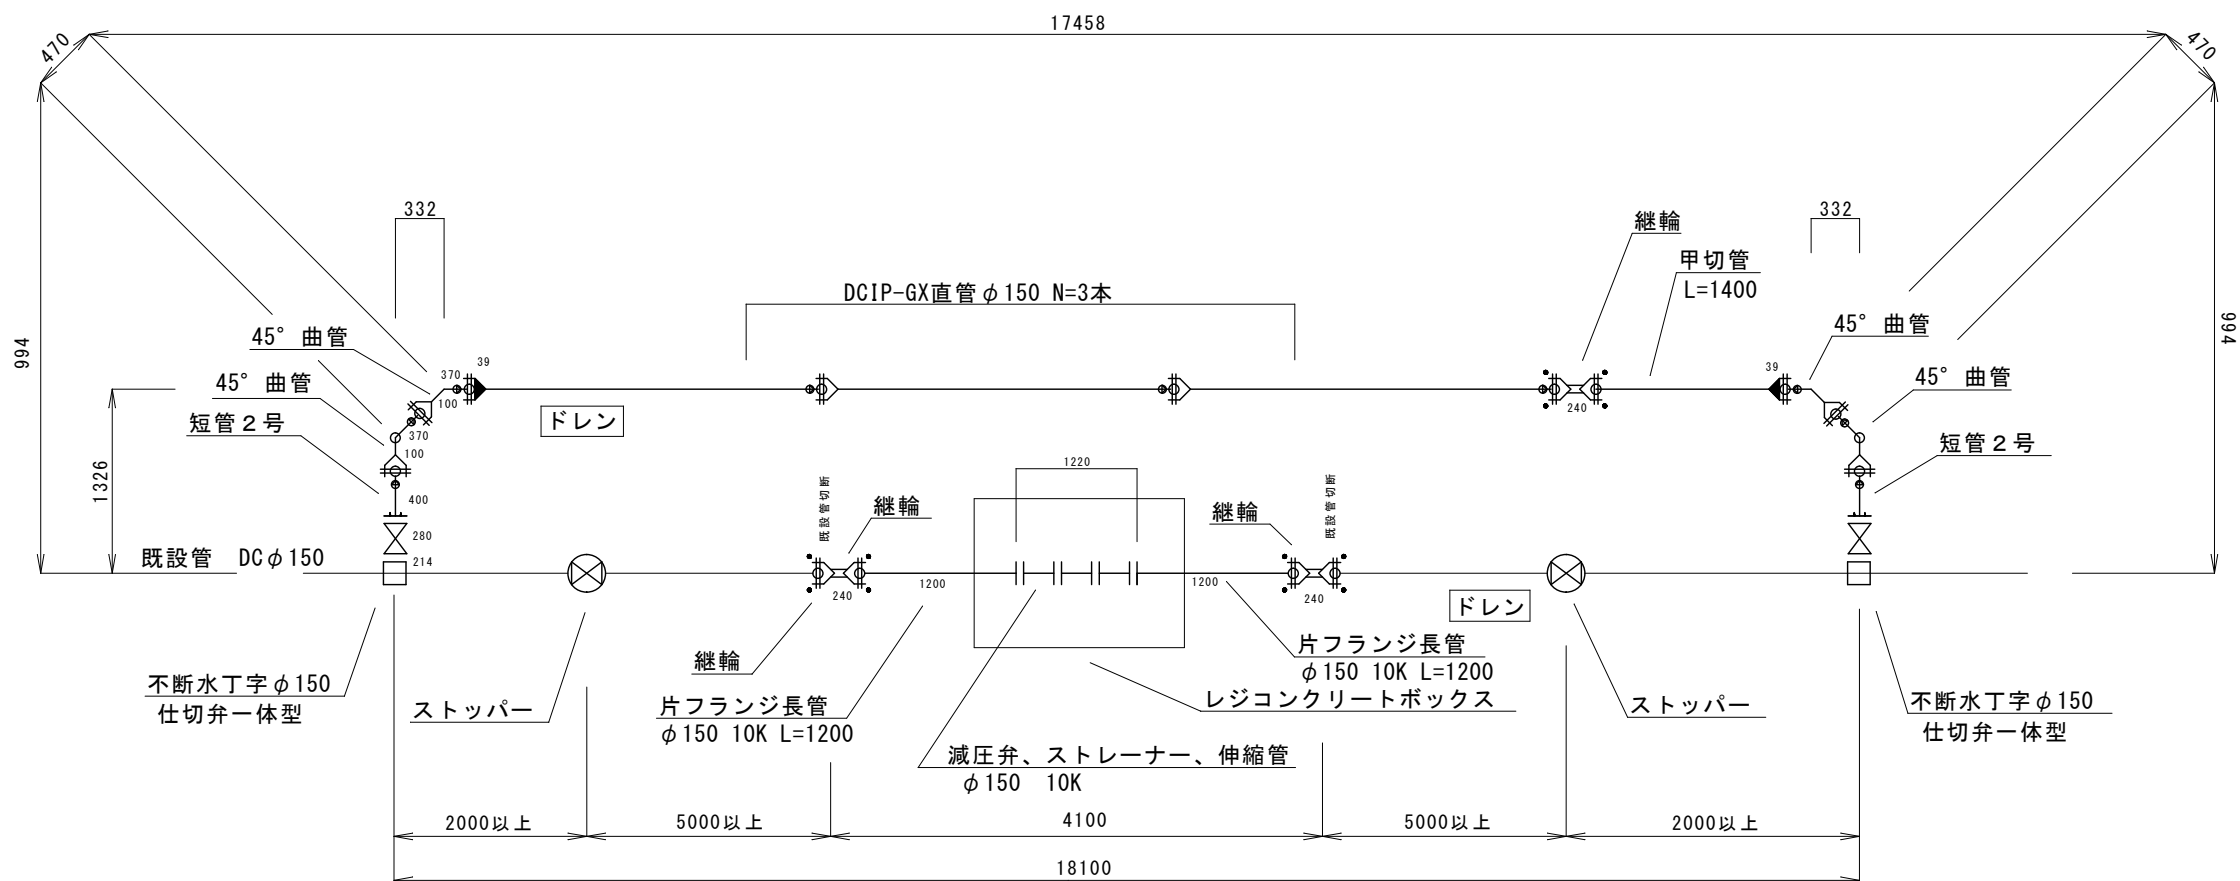 17458
470
470
332
332
継輪
甲切管
L=1400
DCIP-GX直管φ150 N=3本
994
994
45° 曲管
39
39
45° 曲管
370
45° 曲管
45° 曲管
100
ドレン
240
短管２号
370
短管２号
100
1326
1220
400
既設管切断
既設管切断
継輪
継輪
280
既設管 DCφ150
214
1200
1200
240
240
ドレン
継輪
片フランジ長管
φ150 10K L=1200
不断水丁字φ150
仕切弁一体型
ストッパー
片フランジ長管
φ150 10K L=1200
レジコンクリートボックス
ストッパー
不断水丁字φ150
仕切弁一体型
減圧弁、ストレーナー、伸縮管
φ150 10K
2000以上
5000以上
4100
5000以上
2000以上
18100